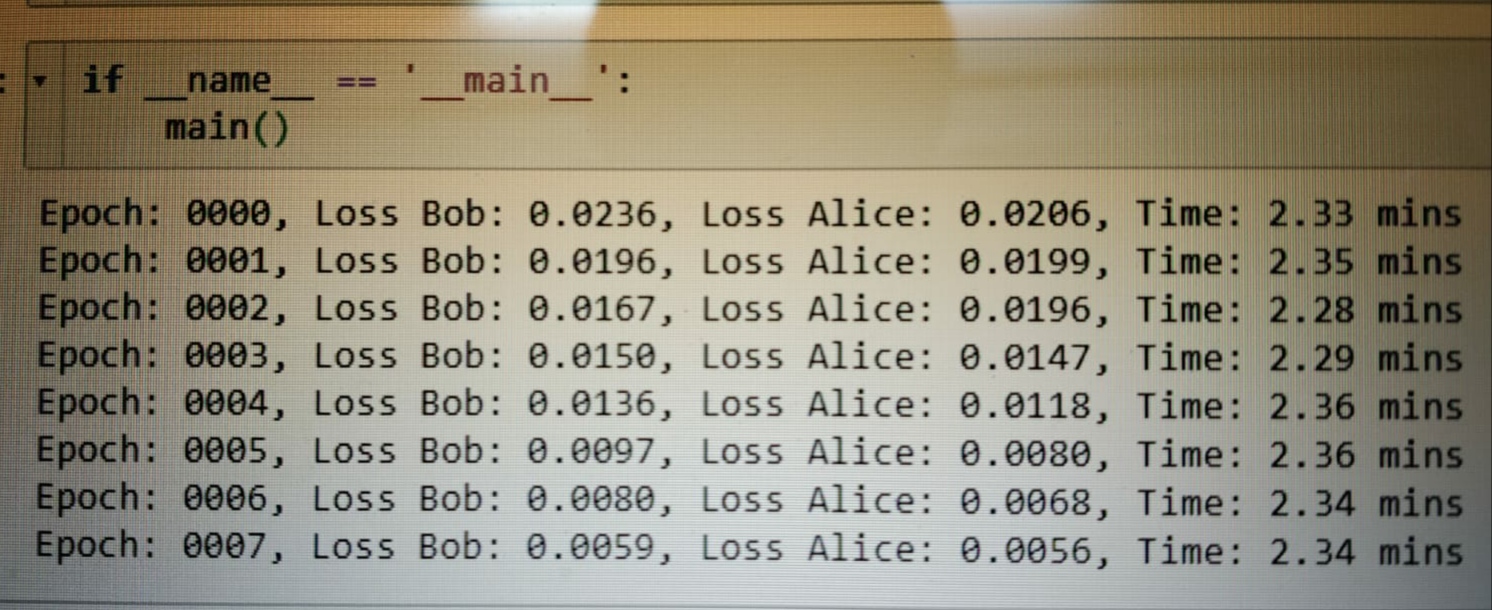 if __name__ == '__main__':
    main()
Epoch: 0000, Loss Bob: 0.0236, Loss Alice: 0.0206, Time: 2.33 mins
Epoch: 0001, Loss Bob: 0.0196, Loss Alice: 0.0199, Time: 2.35 mins
Epoch: 0002, Loss Bob: 0.0167, Loss Alice: 0.0196, Time: 2.28 mins
Epoch: 0003, Loss Bob: 0.0150, Loss Alice: 0.0147, Time: 2.29 mins
Epoch: 0004, Loss Bob: 0.0136, Loss Alice: 0.0118, Time: 2.36 mins
Epoch: 0005, Loss Bob: 0.0097, Loss Alice: 0.0080, Time: 2.36 mins
Epoch: 0006, Loss Bob: 0.0080, Loss Alice: 0.0068, Time: 2.34 mins
Epoch: 0007, Loss Bob: 0.0059, Loss Alice: 0.0056, Time: 2.34 mins